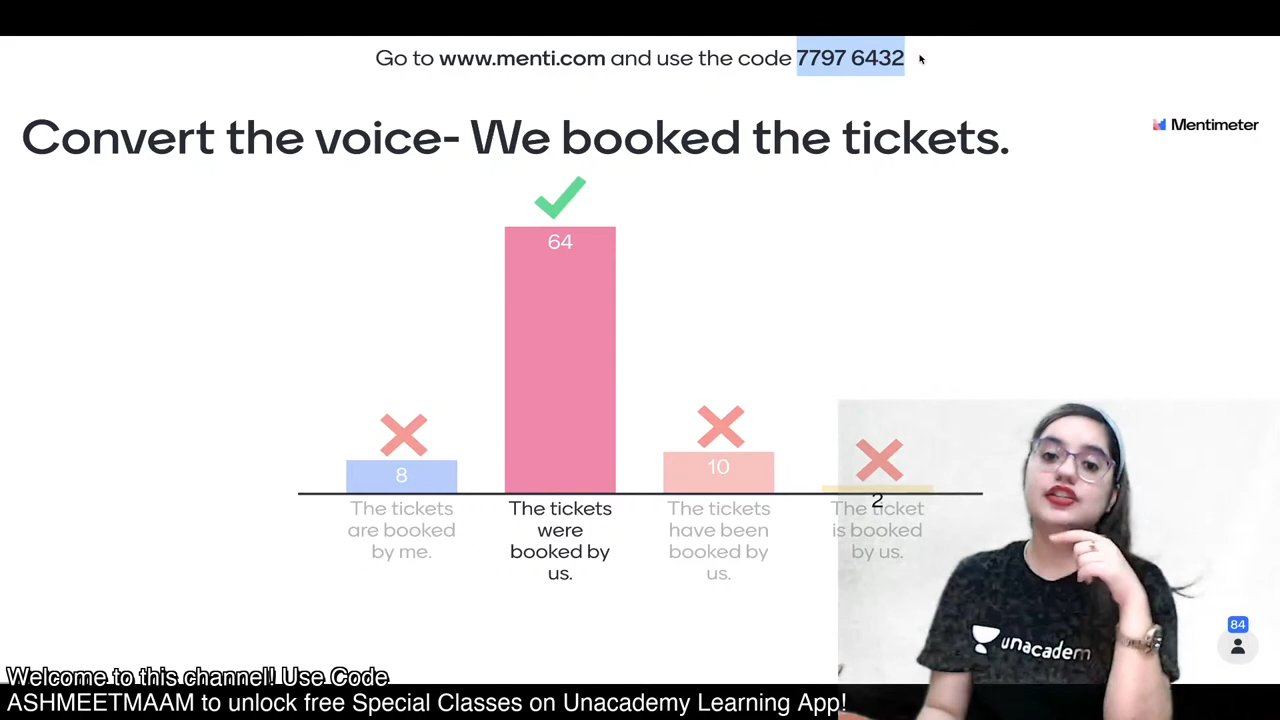 Go to www.menti.com and use the code 7797 6432
Convert the voice- We booked the tickets.
Mentimeter
64
8
10
2
The tickets
are booked
by me.
The tickets
were
booked by
us.
The tickets
have been
booked by
us.
The ticket
is booked
by us.
unacadem
84
Welcome to this channel! Use Code
ASHMEETMAAM to unlock free Special Classes on Unacademy Learning App!